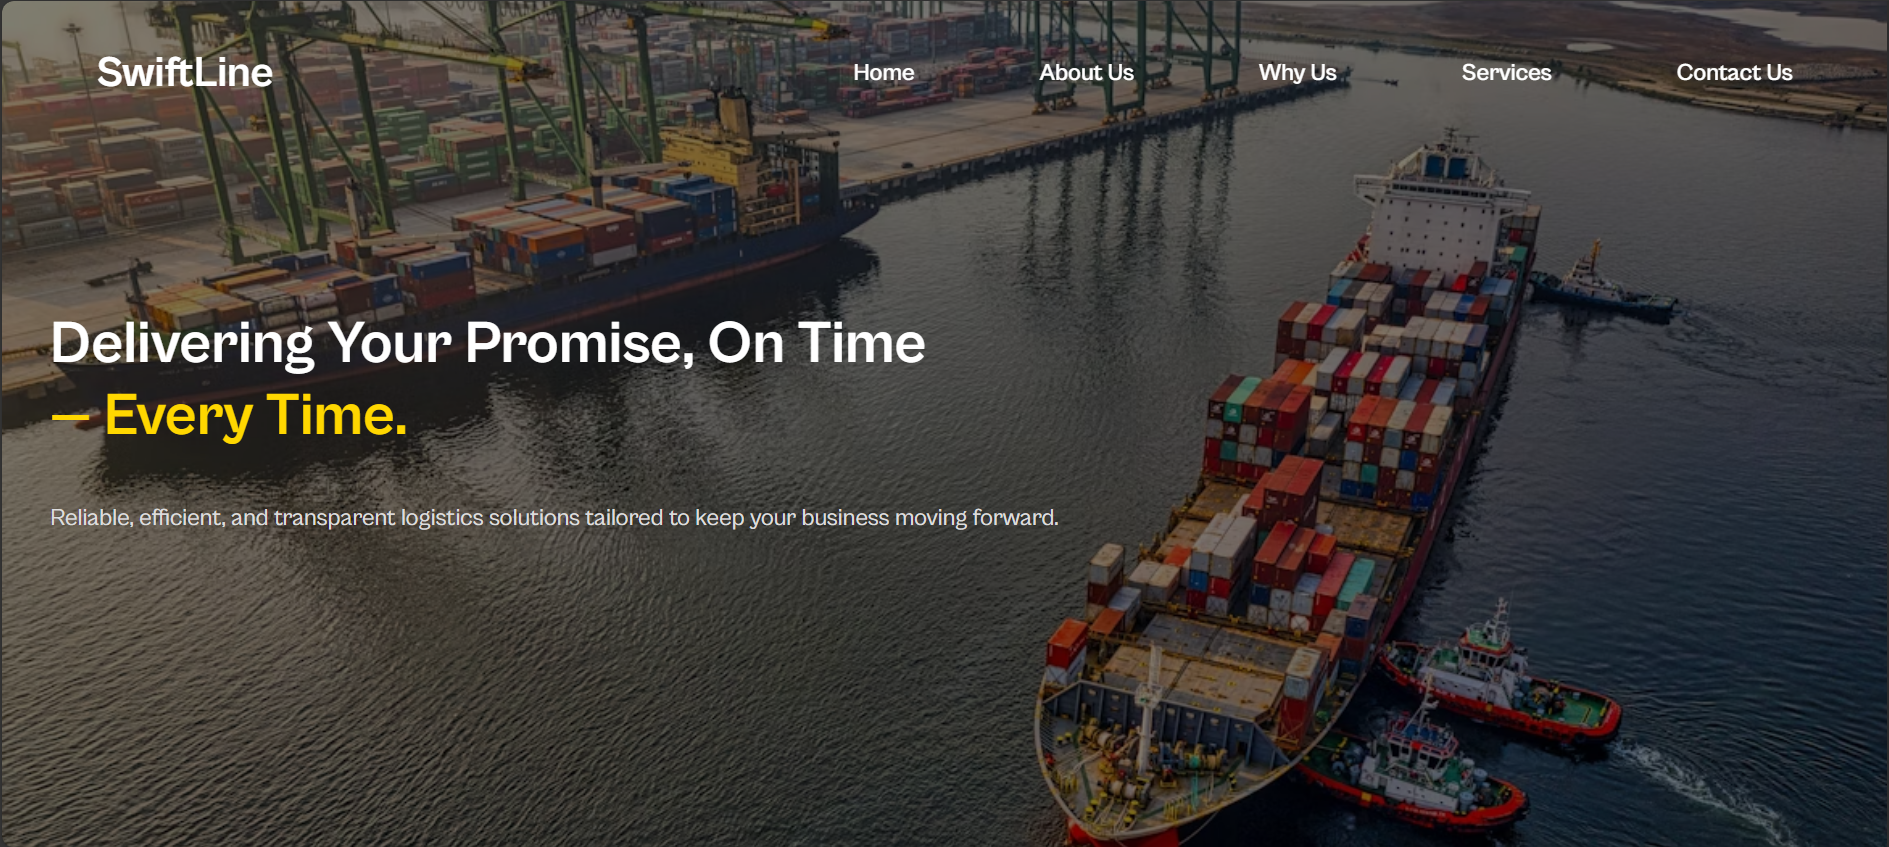 SwiftLine
Home
About Us
Why Us
Services
Contact Us
Delivering Your Promise, On Time
— Every Time.
Reliable, efficient, and transparent logistics solutions tailored to keep your business moving forward.